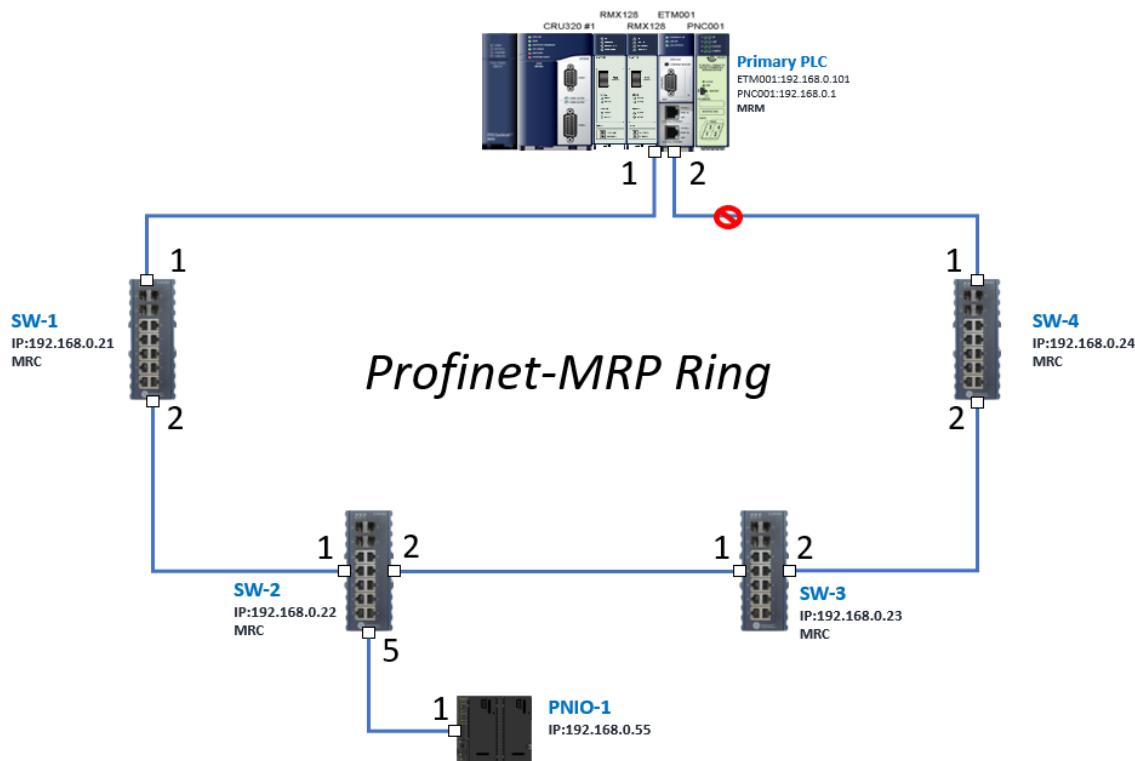 RMX128 ETM001
CRU320 #1 RMX128 PNC001
Primary PLC
ETM001:192.168.0.101
PNC001:192.168.0.1
MRM
1 2
1 1
SW-1
IP:192.168.0.21
MRC
SW-4
IP:192.168.0.24
MRC
Profinet-MRP Ring
2 2
1 2 1 2
SW-2
IP:192.168.0.22
MRC
SW-3
IP:192.168.0.23
MRC
5
1
PNIO-1
IP:192.168.0.55